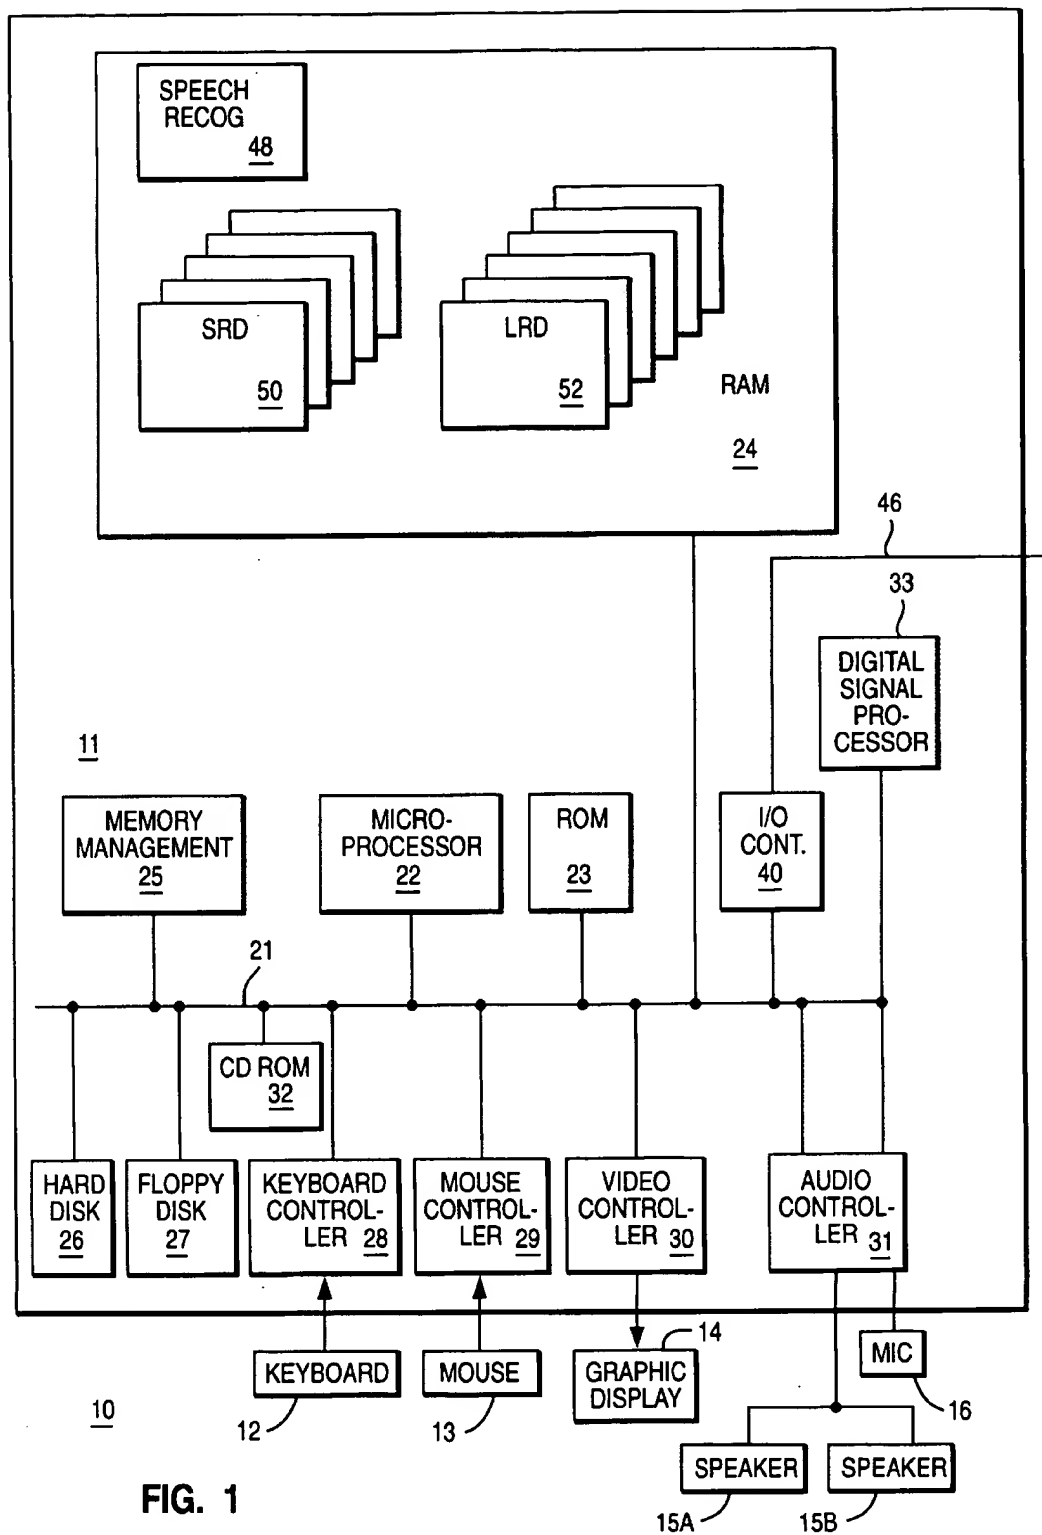 SPEECH
RECOG
48
SRD
50
LRD
52
RAM
24
46
33
DIGITAL
SIGNAL
PRO-
CESSOR
11
MEMORY
MANAGEMENT
25
MICRO-
PROCESSOR
22
ROM
23
I/O
CONT.
40
21
CD ROM
32
HARD
DISK
26
FLOPPY
DISK
27
KEYBOARD
CONTROL-
LER 28
MOUSE
CONTROL-
LER 29
VIDEO
CONTROL-
LER 30
AUDIO
CONTROL-
LER 31
KEYBOARD
12
MOUSE
13
14
GRAPHIC
DISPLAY
MIC
16
10
SPEAKER
15A
SPEAKER
15B
FIG. 1